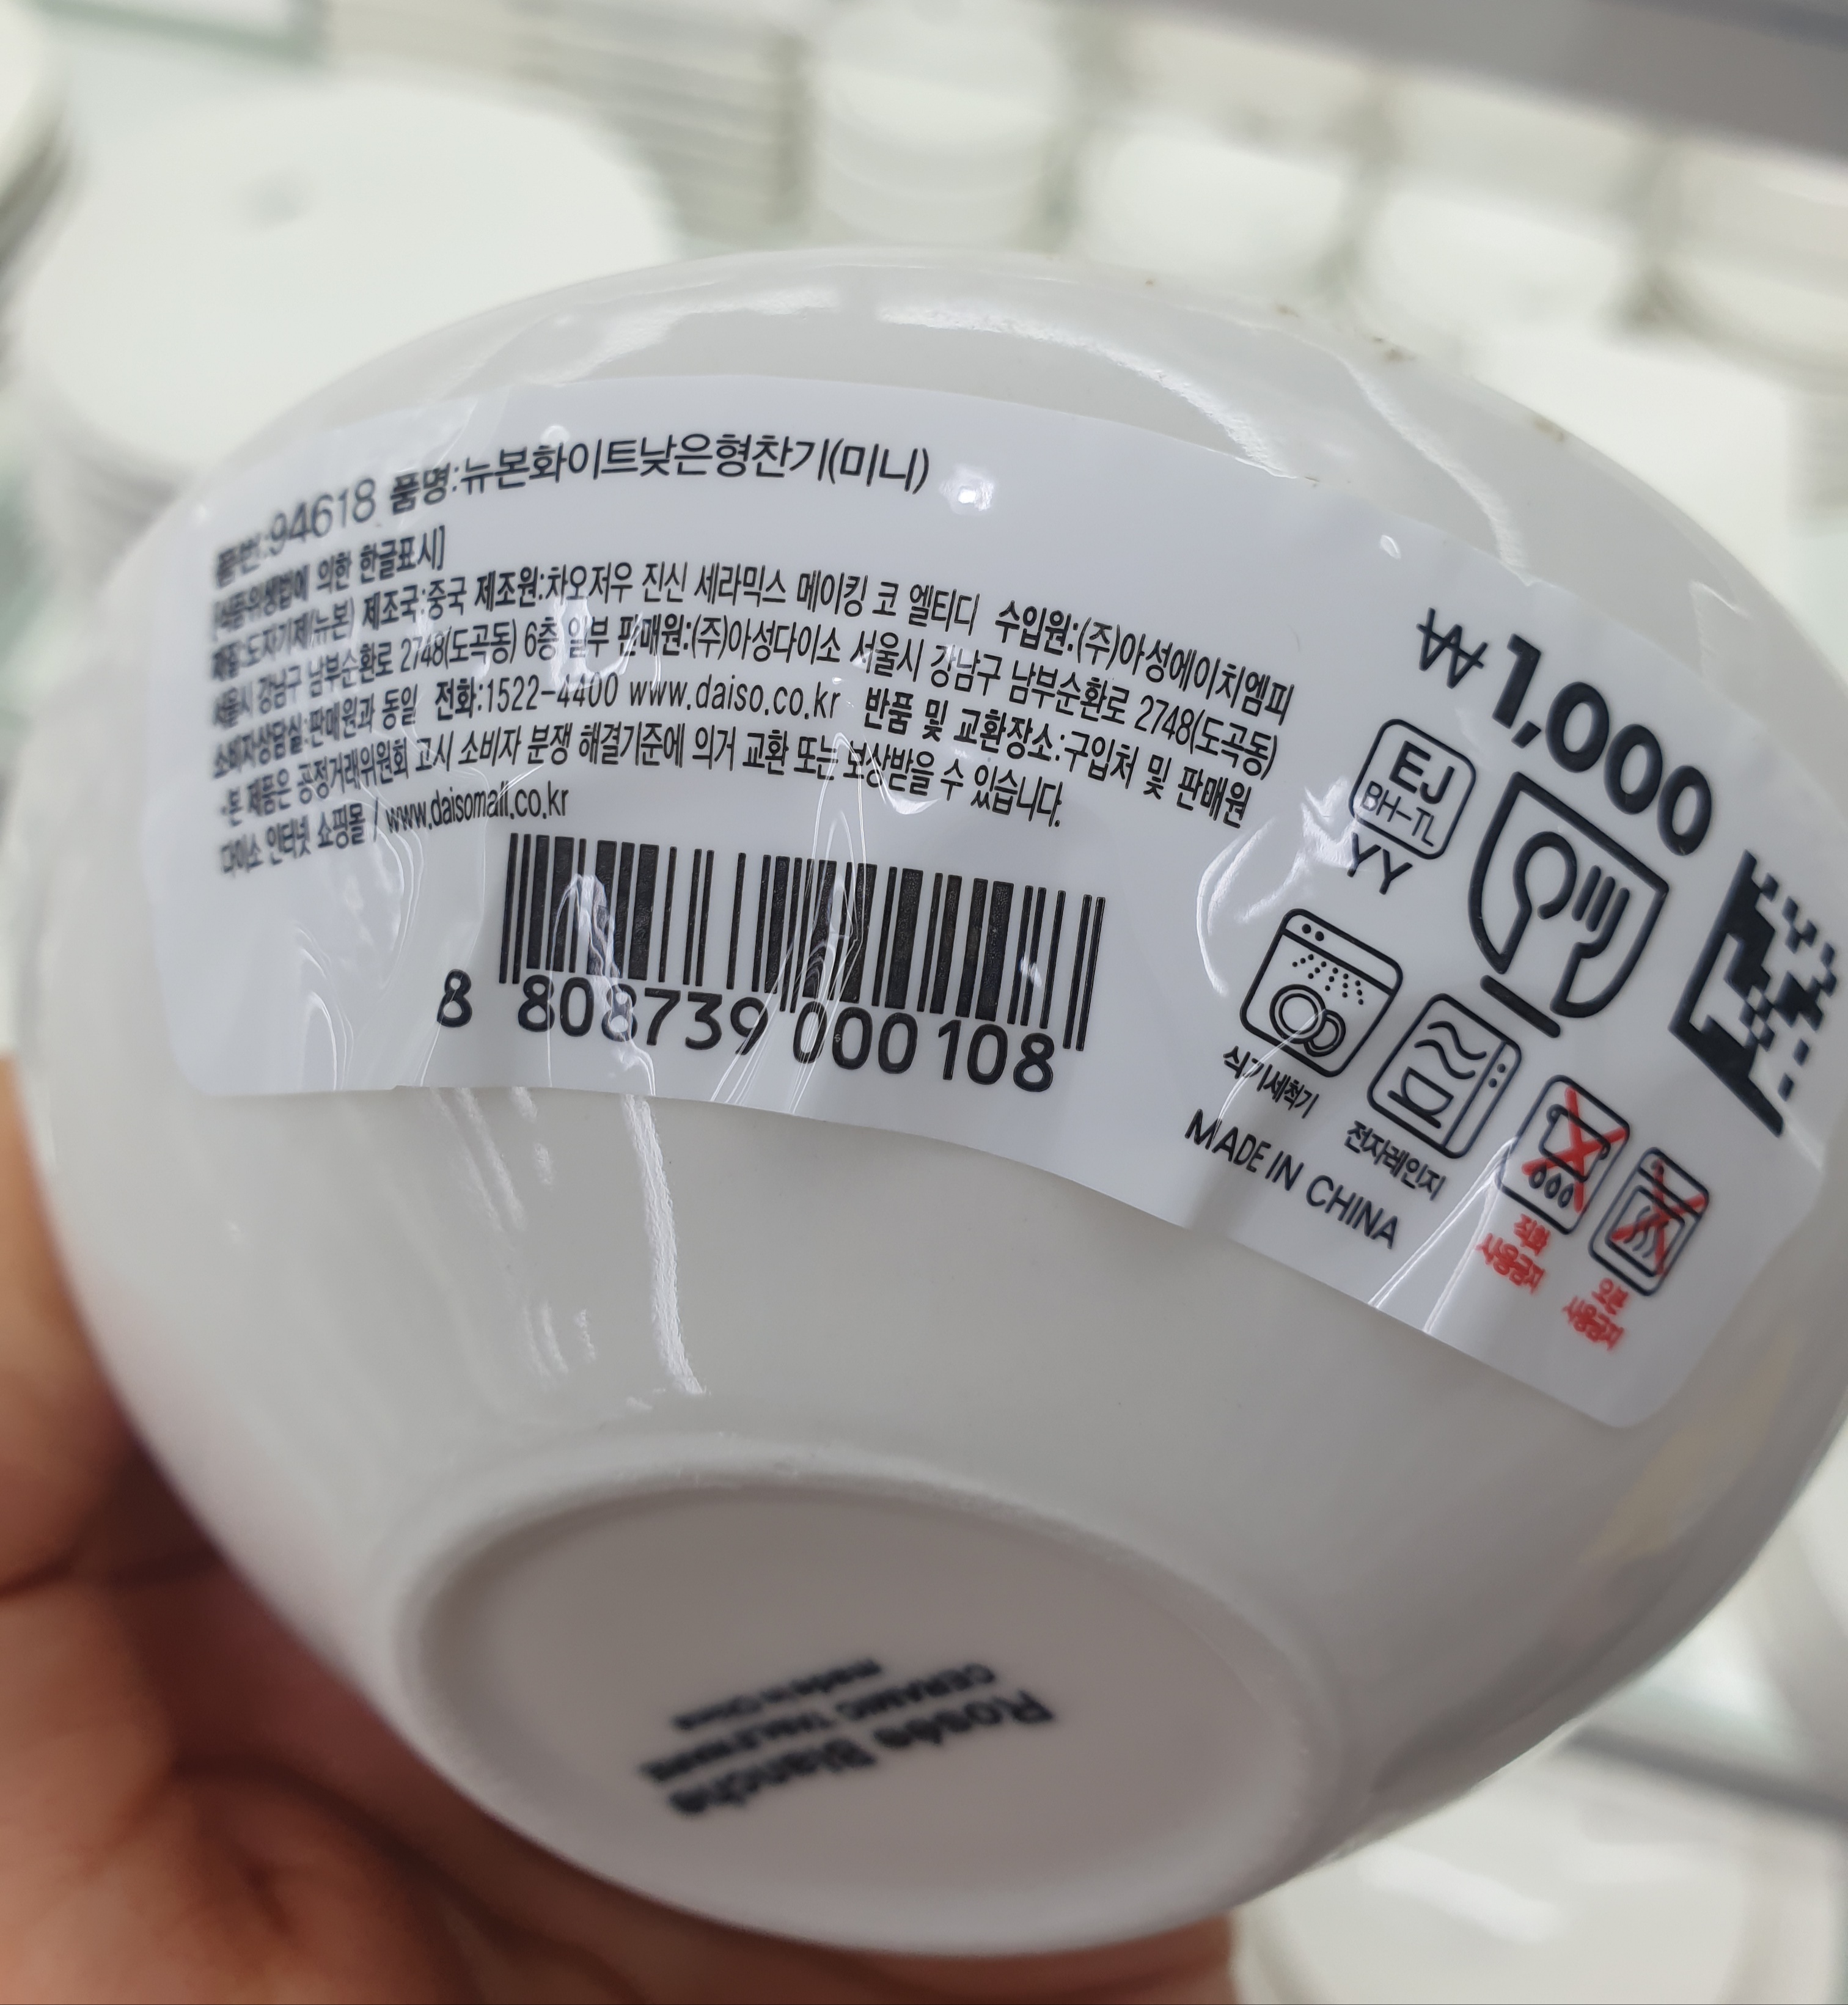 품번:94618 품명:뉴본화이트낮은형찬기(미니)
[식품위생법에 의한 한글표시]
재질:도자기제(뉴본) 제조국:중국 제조원:차오저우 진신 세라믹스 메이킹 코 엘티디 수입원:(주)아성에이치엠피
서울시 강남구 남부순환로 2748(도곡동) 6층 일부 판매원:(주)아성다이소 서울시 강남구 남부순환로 2748(도곡동)
소비자상담실:판매원과 동일 전화:1522-4400 www.daiso.co.kr 반품 및 교환장소:구입처 및 판매원
·본 제품은 공정거래위원회 고시 소비자 분쟁 해결기준에 의거 교환 또는 보상받을 수 있습니다.
다이소 인터넷 쇼핑몰 / www.daisomall.co.kr
8 808739 000108
₩1,000
EJ
BH-TL
YY
식기세척기
전자레인지
직화
사용금지
오븐
사용금지
MADE IN CHINA
Rosée Blanche
CERAMIC TABLEWARE
made in China